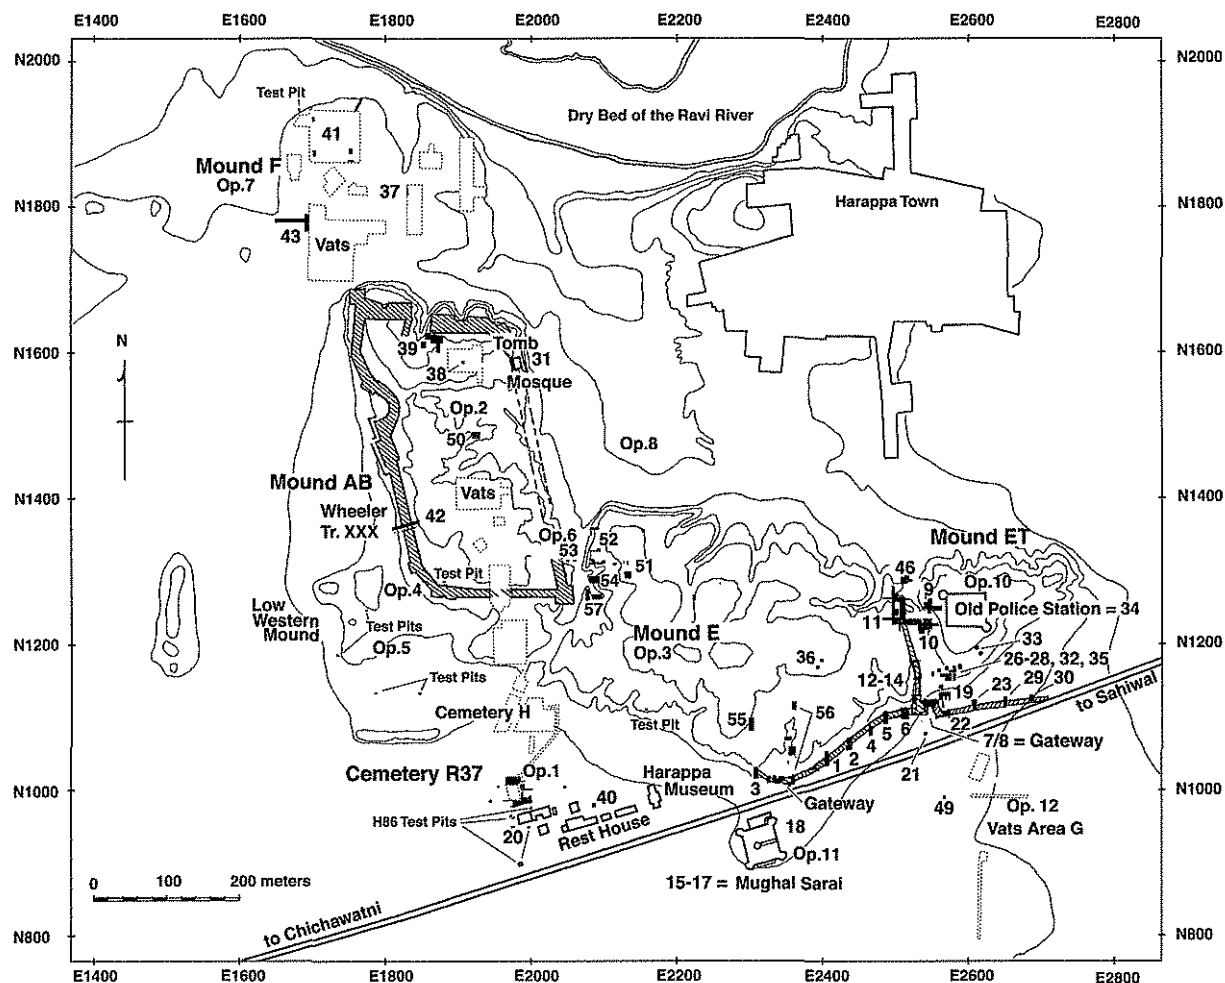 E1400 E1600 E1800 E2000 E2200 E2400 E2600 E2800
N2000 N2000
Test Pit
Dry Bed of the Ravi River
41
Mound F
Op.7
37
Harappa Town
N1800 N1800
43
Vats
N
N1600 N1600
39
Tomb
31
38
Mosque
Op.2
50
Op.8
Mound AB
Vats
N1400 N1400
Wheeler
Tr. XXX
42
Op.6
53
52
Mound ET
51
Test Pit
54
46
9
Op.10
Op.4
57
Old Police Station = 34
Low
Western
Mound
11
10
Mound E
Op.3
Test Pits
Op.5
33
N1200 N1200
36
26-28, 32, 35
12-14
Test Pits
19
23
29
30
to Sahiwal
Cemetery H
Test Pit
55
56
5
6
22
4
7/8 = Gateway
2
1
21
Cemetery R37
Op.1
Harappa
Museum
3
N1000 N1000
40
Gateway
49
Op. 12
H86 Test Pits
20
Rest House
18
Vats Area G
Op.11
0 100 200 meters
15-17 = Mughal Sarai
to Chichawatni
N800 N800
E1400 E1600 E1800 E2000 E2200 E2400 E2600 E2800